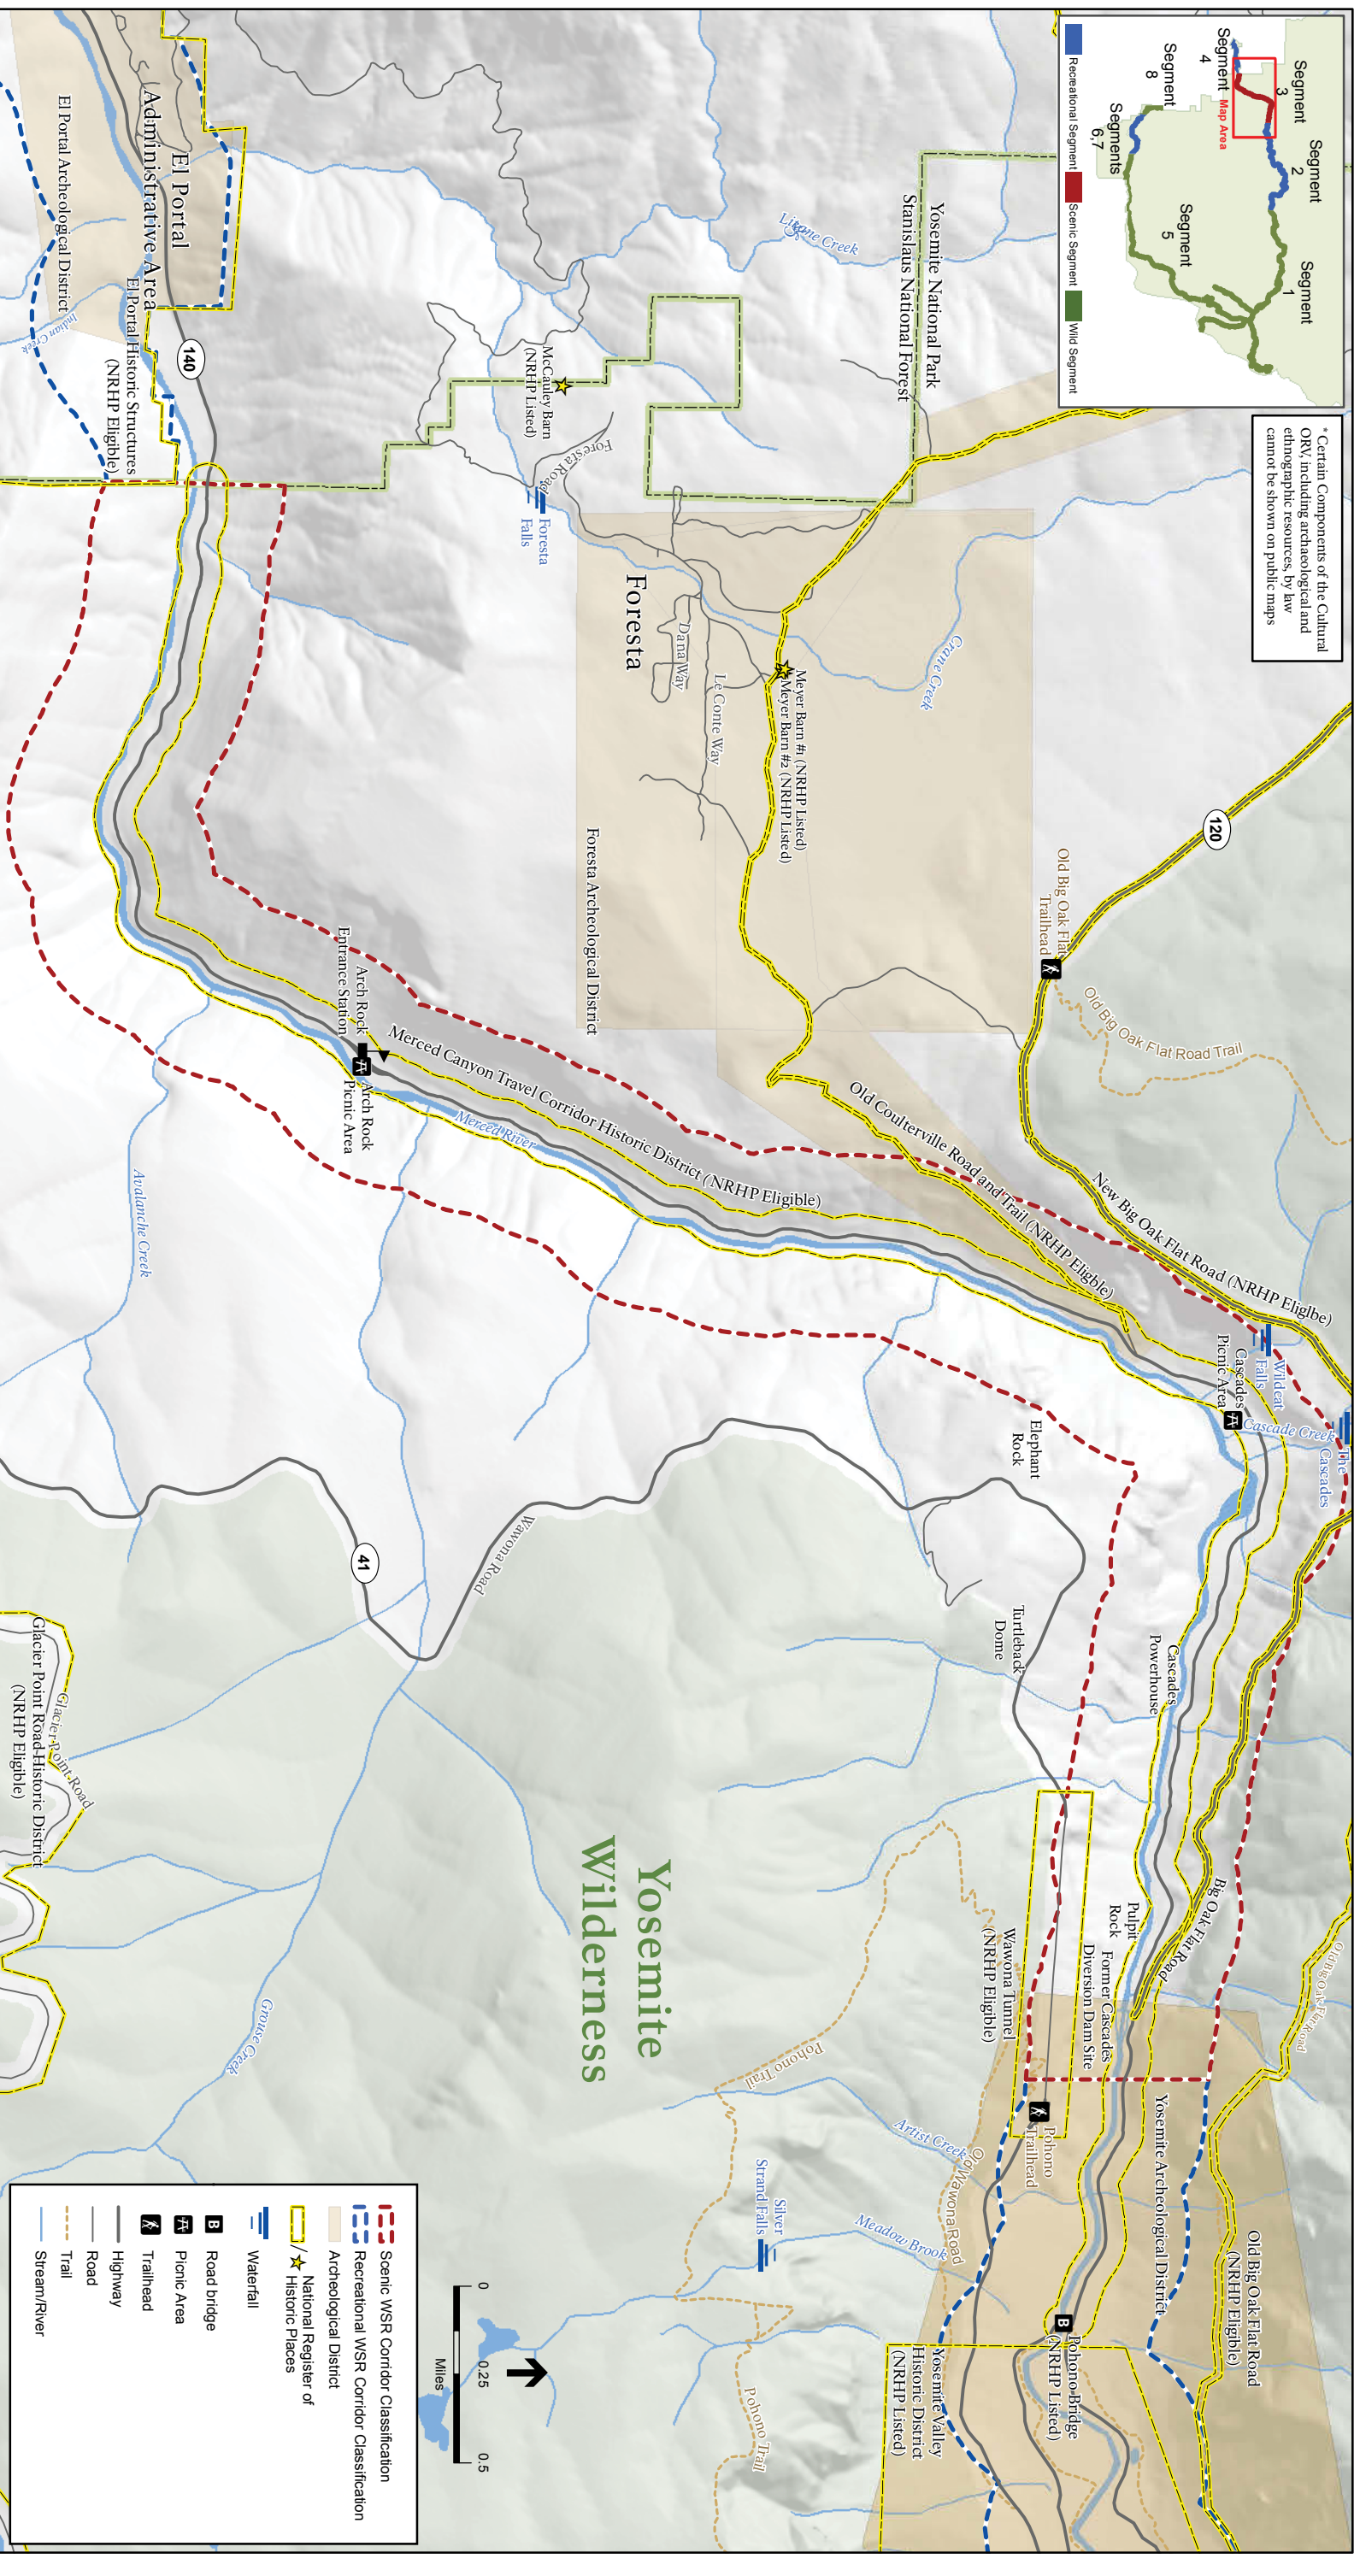 Segment
3
Segment
4
Map Area
Segment
2
Segment
1
Segment
5
Segment
8
Segments
6,7
Recreational Segment
Scenic Segment
Wild Segment
* Certain Components of the Cultural
ORV, including archaeological and
ethnographic resources, by law
cannot be shown on public maps
120
Old Big Oak Flat
Trailhead
Old Big Oak Flat Road Trail
New Big Oak Flat Road (NRHP Eliglbe)
Wildcat
Falls
Cascades
Picnic Area
Cascade Creek
The
Cascades
Yosemite National Park
Stanislaus National Forest
Little Crane Creek
Crane Creek
Meyer Barn #1 (NRHP Listed)
Meyer Barn #2 (NRHP Listed)
Le Conte Way
Dana Way
Foresta
Foresta Archeological District
McCauley Barn
(NRHP Listed)
Foresta Road
Foresta
Falls
Old Coulterville Road and Trail (NRHP Eligble)
Merced Canyon Travel Corridor Historic District (NRHP Eligible)
Merced River
Arch Rock
Entrance Station
Arch Rock
Picnic Area
Avalanche Creek
140
El Portal
Administrative Area
El Portal Historic Structures
(NRHP Eligible)
El Portal Archeological District
Indian Creek
Elephant
Rock
Turtleback
Dome
Cascades
Powerhouse
Wawona Road
41
Glacier Point Road
Glacier Point Road Historic District
(NRHP Eligible)
Grouse Creek
Yosemite
Wilderness
Big Oak Flat Road
Pulpit
Rock
Former Cascades
Diversion Dam Site
Wawona Tunnel
(NRHP Eligible)
Old Big Oak Flat Road
Yosemite Archeological District
Old Big Oak Flat Road
(NRHP Eligible)
Pohono
Trailhead
Pohono Trail
Artist Creek
Old Wawona Road
Meadow Brook
Silver
Strand Falls
Pohono Trail
B
Pohono Bridge
(NRHP Listed)
Yosemite Valley
Historic District
(NRHP Listed)
0
0.25
0.5
Miles
Scenic WSR Corridor Classification
Recreational WSR Corridor Classification
Archeological District
/
National Register of
Historic Places
Waterfall
B
Road bridge
Picnic Area
Trailhead
Highway
Road
Trail
Stream/River